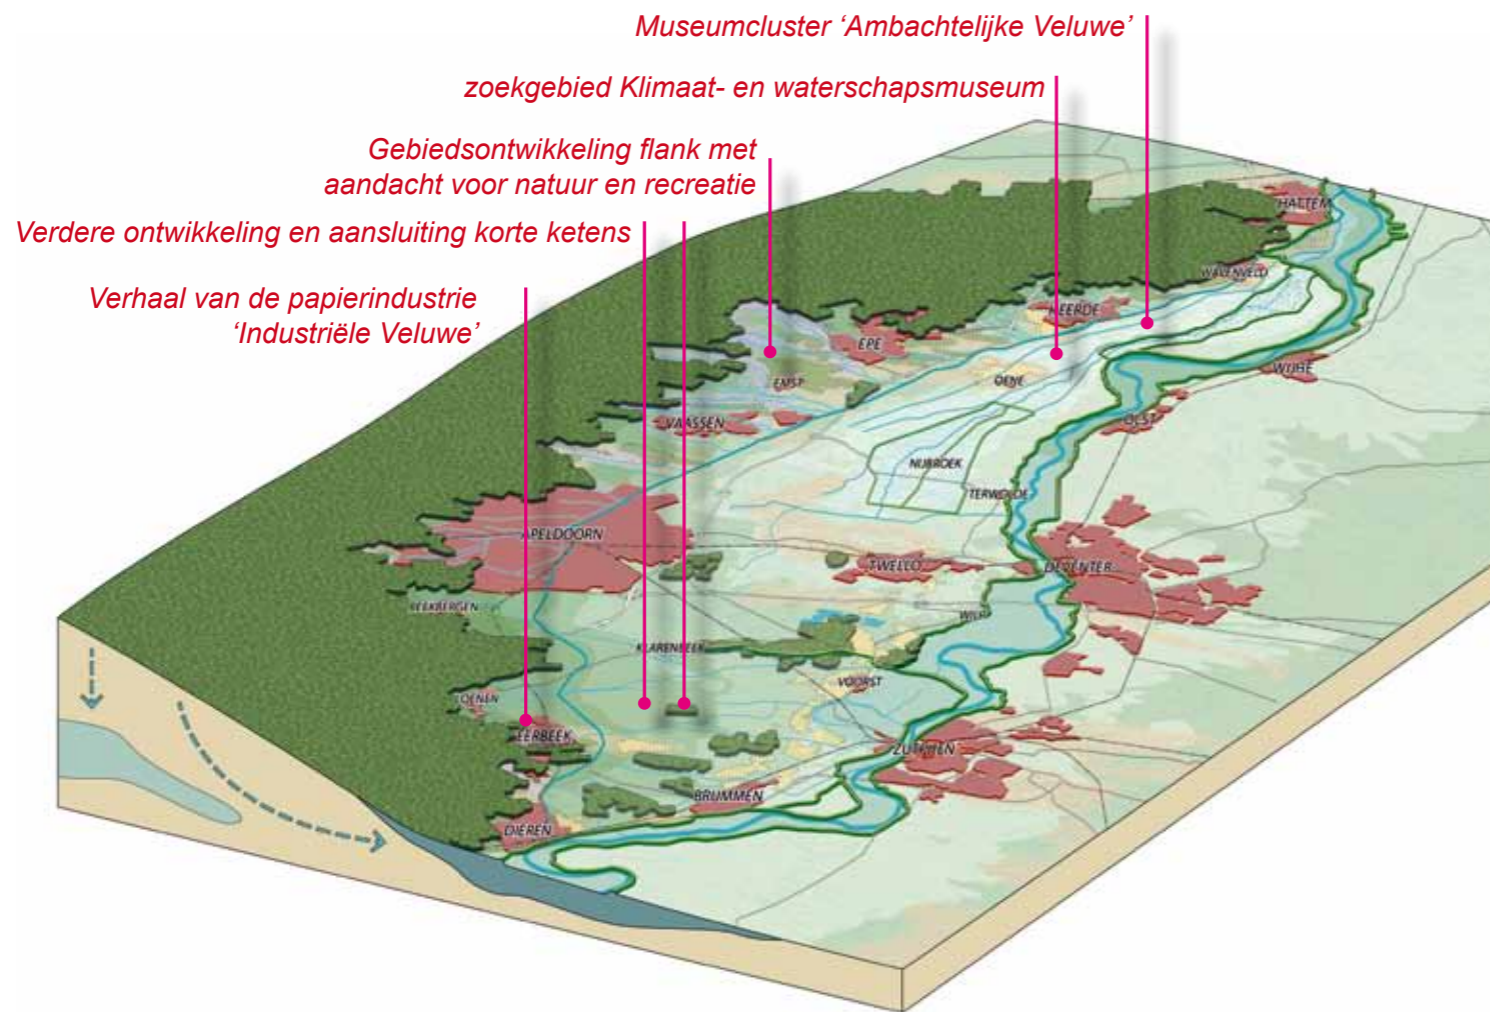 Museumcluster ‘Ambachtelijke Veluwe’
zoekgebied Klimaat- en waterschapsmuseum
Gebiedsontwikkeling flank met
aandacht voor natuur en recreatie
Verdere ontwikkeling en aansluiting korte ketens
Verhaal van de papierindustrie
‘Industriële Veluwe’
HATTEM
WAPENVELD
HEERDE
EPE
WIJHE
EMST
OENE
OLST
VAASSEN
NIJBROEK
TERWOLDE
APELDOORN
TWELLO
DEVENTER
BEEKBERGEN
WILP
KLARENBEEK
VOORST
LOENEN
EERBEEK
ZUTPHEN
BRUMMEN
DIEREN